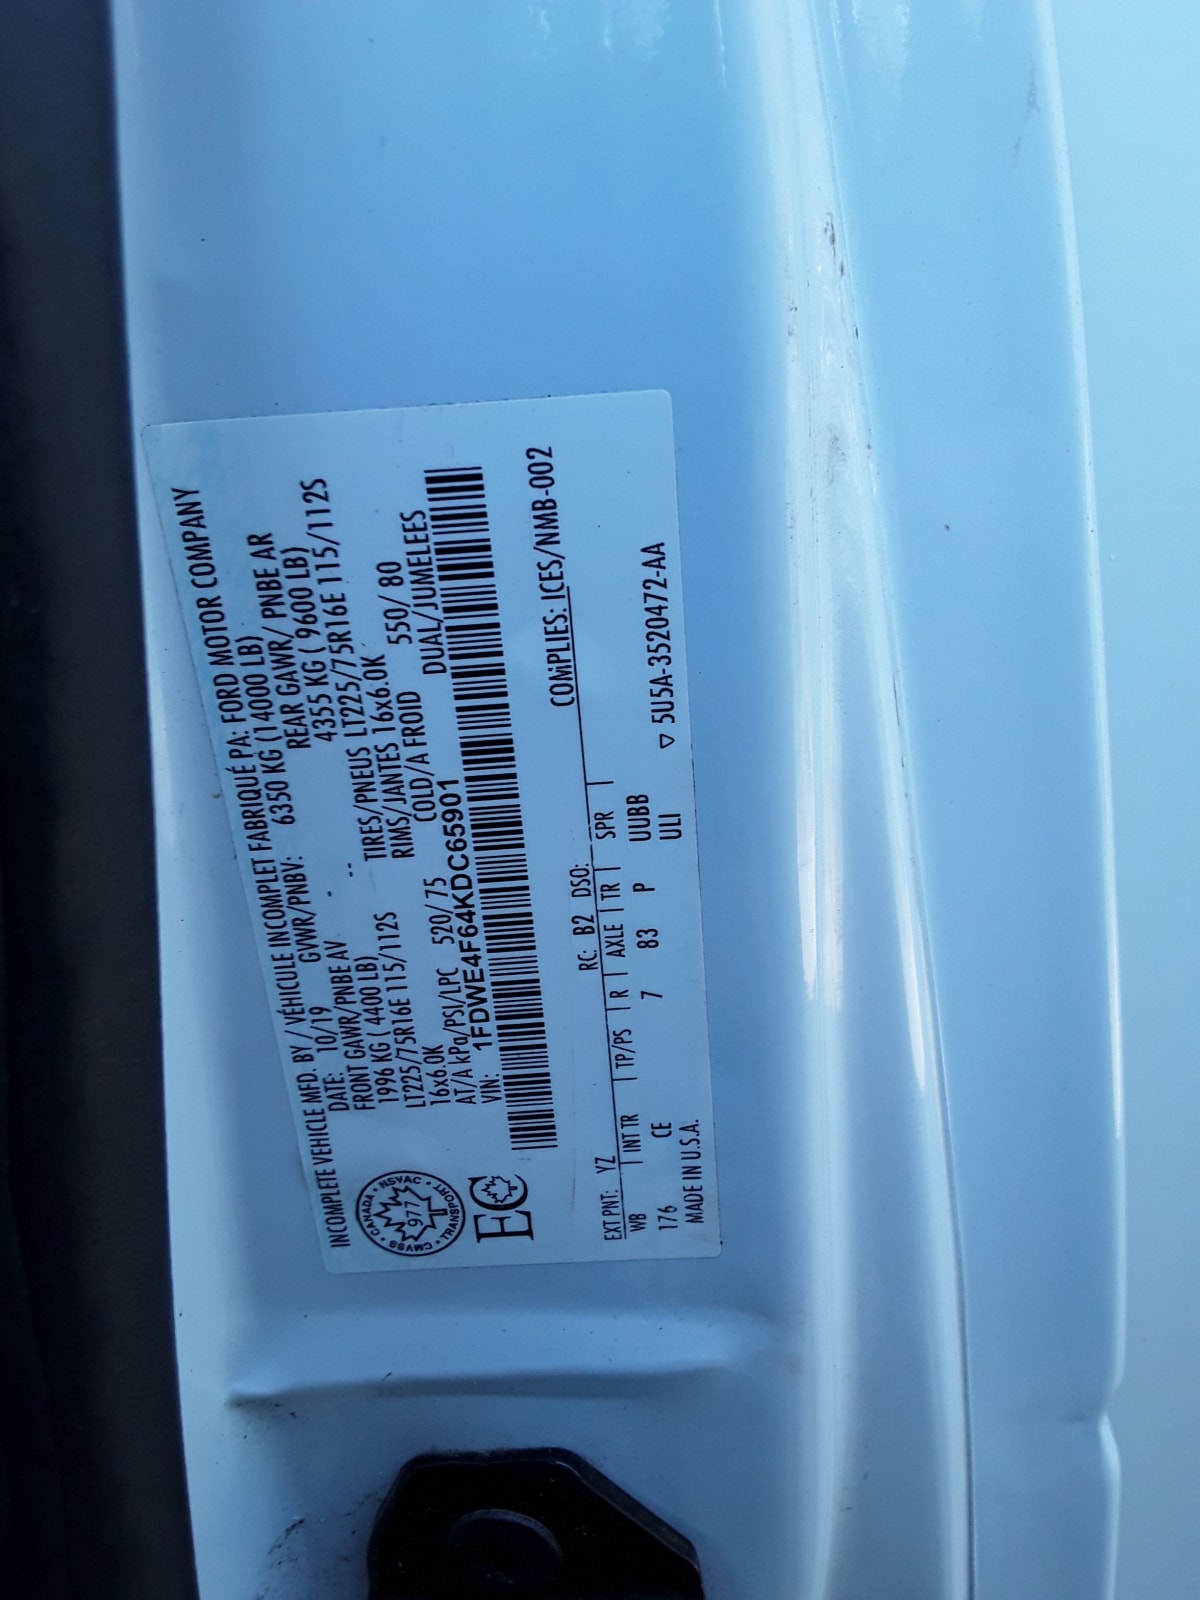 INCOMPLETE VEHICLE MFD. BY / VÉHICULE INCOMPLET FABRIQUÉ PA: FORD MOTOR COMPANY
DATE: 10/19 GVWR/PNBV: 6350 KG (14000 LB)
FRONT GAWR/PNBE AV REAR GAWR/ PNBE AR
1996 KG ( 4400 LB) 4355 KG ( 9600 LB)
LT225/75R16E 115/112S TIRES/PNEUS LT225/75R16E 115/112S
16x6.0K RIMS/JANTES 16x6.0K
AT/A kPa/PSI/LPC 520/75 COLD/A FROID 550/ 80
VIN: 1FDWE4F64KDC65901 DUAL/JUMELEES
CANADA • NSVAC • TRANSPORT • CMVSS
977
EC
COMPLIES: ICES/NMB-002
EXT PNT: YZ RC: B2 DSO:
WB | INT TR | TP/PS | R | AXLE | TR | SPR |
176 CE 7 83 P UUBB
MADE IN U.S.A. ULI
▽ 5U5A-3520472-AA